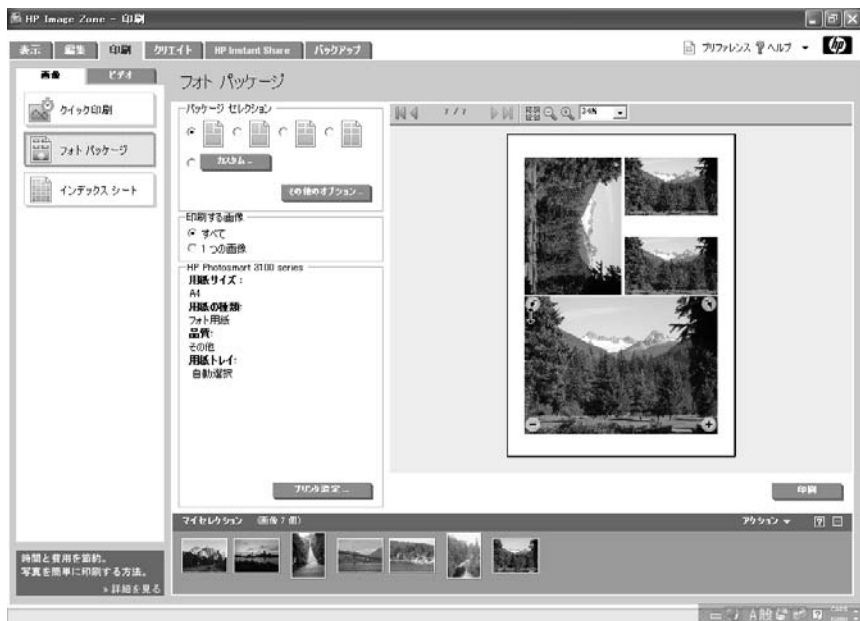 HP Image Zone - 印刷
表示 編集 印刷 クリエイト HP Instant Share バックアップ
プリファレンス ヘルプ
hp
画像 ビデオ
クイック印刷
フォト パッケージ
インデックス シート
フォト パッケージ
パッケージ セレクション
カスタム...
その他のオプション...
印刷する画像
すべて
1 つの画像
HP Photosmart 3100 series
用紙サイズ:
A4
用紙の種類:
フォト用紙
品質:
その他
用紙トレイ:
自動選択
プリンタ設定...
7 / 7
34%
印刷
マイセレクション (画像 7 個)
アクション
時間と費用を節約。
写真を簡単に印刷する方法。
» 詳細を見る
A 般
CAPS